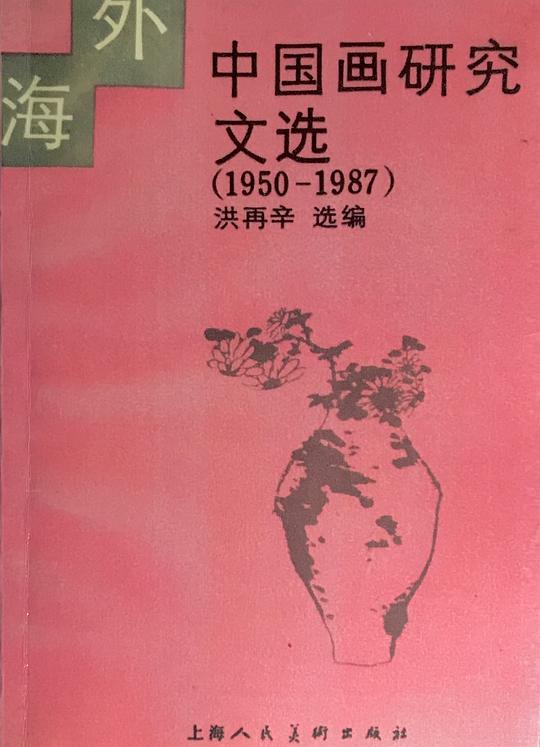 海外
中国画研究
文选
(1950-1987)
洪再辛 选编
上海人民美術出版社